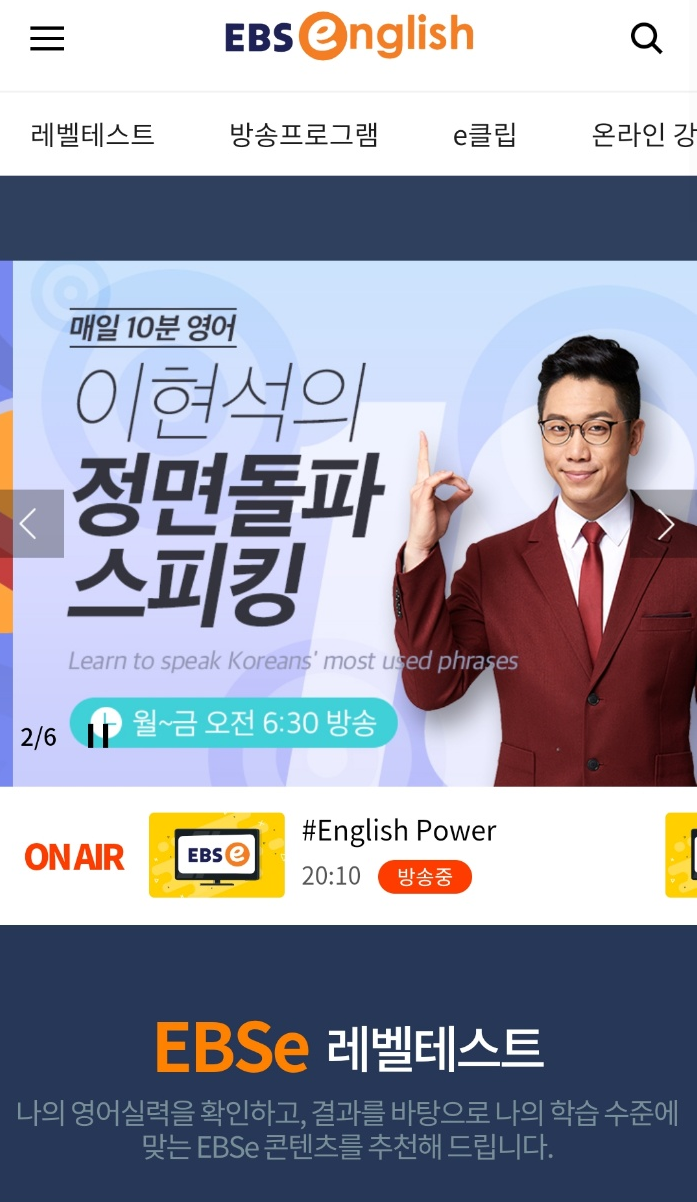 EBS english
레벨테스트 방송프로그램 e클립 온라인 강
매일 10분 영어
이현석의
정면돌파
스피킹
Learn to speak Koreans' most used phrases
월~금 오전 6:30 방송
2/6
ON AIR
EBS e
#English Power
20:10 방송중
EBSe 레벨테스트
나의 영어실력을 확인하고, 결과를 바탕으로 나의 학습 수준에
맞는 EBSe 콘텐츠를 추천해 드립니다.